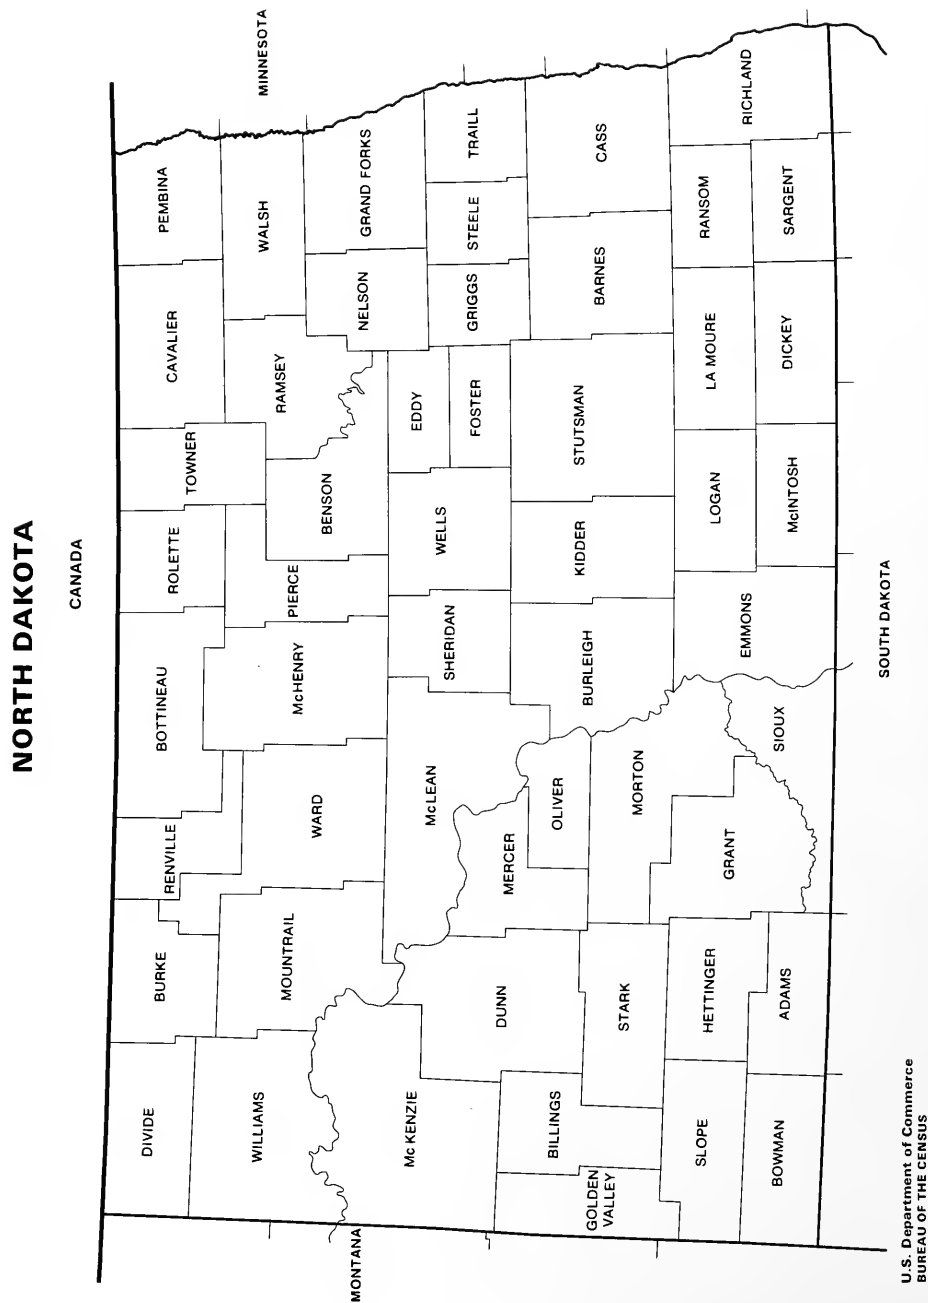 NORTH DAKOTA
CANADA
DIVIDE
BURKE
RENVILLE
BOTTINEAU
ROLETTE
TOWNER
CAVALIER
PEMBINA
MINNESOTA
WILLIAMS
MOUNTRAIL
WARD
McHENRY
PIERCE
BENSON
RAMSEY
WALSH
NELSON
GRAND FORKS
MONTANA
McKENZIE
DUNN
MERCER
McLEAN
OLIVER
SHERIDAN
WELLS
EDDY
FOSTER
GRIGGS
STEELE
TRAILL
GOLDEN
VALLEY
BILLINGS
STARK
MORTON
BURLEIGH
KIDDER
STUTSMAN
BARNES
CASS
SLOPE
HETTINGER
GRANT
SIOUX
EMMONS
LOGAN
LA MOURE
RANSOM
RICHLAND
BOWMAN
ADAMS
McINTOSH
DICKEY
SARGENT
SOUTH DAKOTA
U.S. Department of Commerce
BUREAU OF THE CENSUS